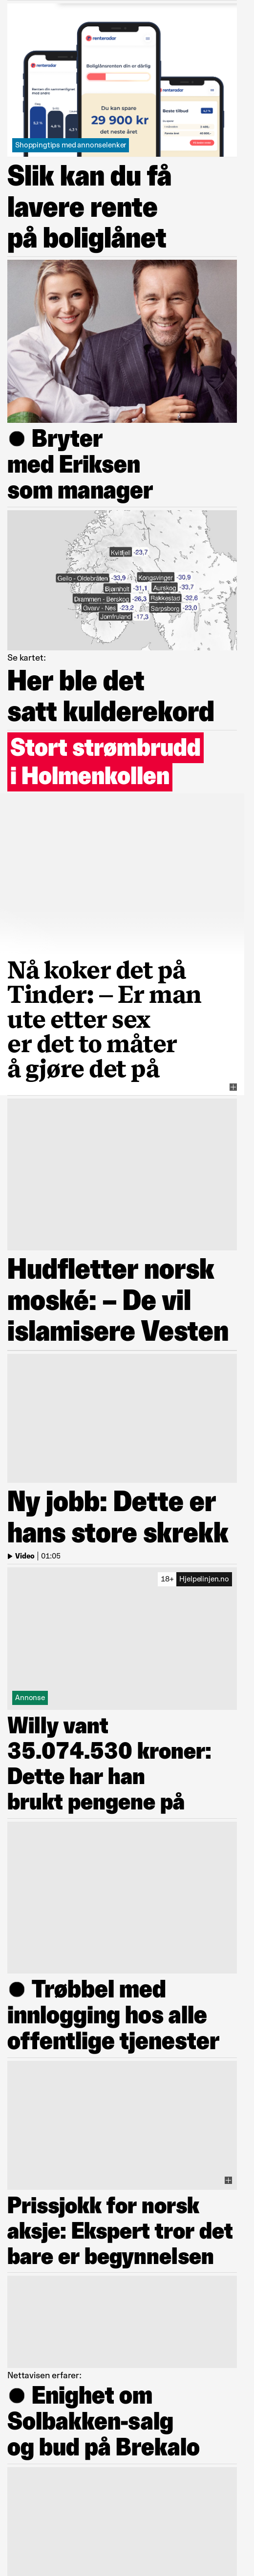 renteradar
renteradar
renteradar
Boliglånsrenten din er dårlig
Du kan spare
29 900 kr
det neste året
Beste tilbud
Shoppingtips med annonselenker
Slik kan du få
lavere rente
på boliglånet
● Bryter
med Eriksen
som manager
Kvitfjell -23,7
Geilo - Oldebråten -33,9
Kongsvinger -30,9
Bjørnholt -31,1
Aurskog -33,7
Drammen - Berskog -26,3
Rakkestad -32,6
Gvarv - Nes -23,2
Sarpsborg -23,0
Jomfruland -17,3
Se kartet:
Her ble det
satt kulderekord
Stort strømbrudd
i Holmenkollen
Nå koker det på
Tinder: – Er man
ute etter sex
er det to måter
å gjøre det på
Hudfletter norsk
moské: – De vil
islamisere Vesten
Ny jobb: Dette er
hans store skrekk
Video | 01:05
18+ Hjelpelinjen.no
Annonse
Willy vant
35.074.530 kroner:
Dette har han
brukt pengene på
● Trøbbel med
innlogging hos alle
offentlige tjenester
Prissjokk for norsk
aksje: Ekspert tror det
bare er begynnelsen
Nettavisen erfarer:
● Enighet om
Solbakken-salg
og bud på Brekalo